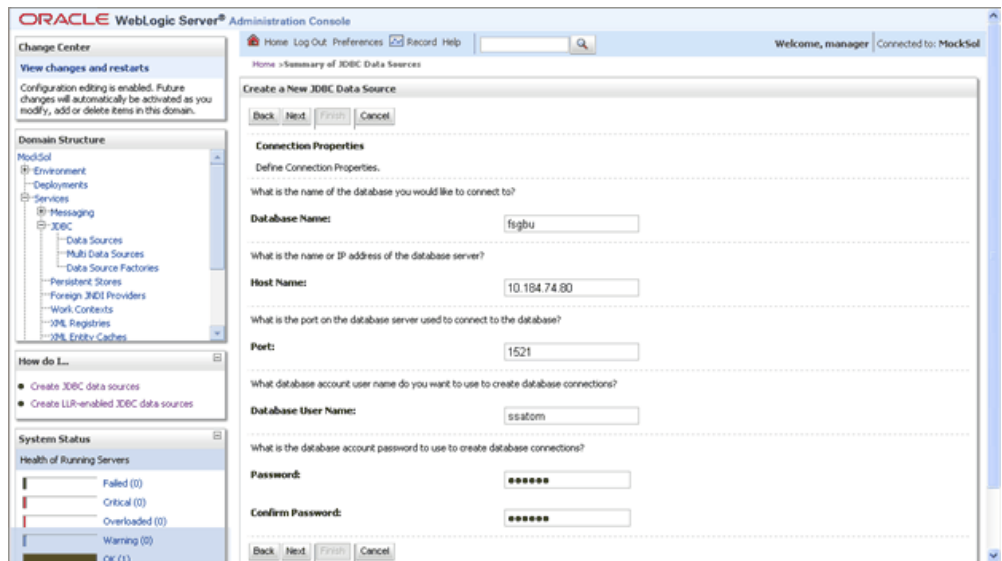 ORACLE WebLogic Server® Administration Console
Change Center
View changes and restarts
Configuration editing is enabled. Future
changes will automatically be activated as you
modify, add or delete items in this domain.
Domain Structure
MockSol
Environment
Deployments
Services
Messaging
JDBC
Data Sources
Multi Data Sources
Data Source Factories
Persistent Stores
Foreign JNDI Providers
Work Contexts
XML Registries
XML Entity Caches
How do I...
Create JDBC data sources
Create LLR-enabled JDBC data sources
System Status
Health of Running Servers
Failed (0)
Critical (0)
Overloaded (0)
Warning (0)
OK (1)
Home Log Out Preferences Record Help
Welcome, manager Connected to: MockSol
Home >Summary of JDBC Data Sources
Create a New JDBC Data Source
Back Next Finish Cancel
Connection Properties
Define Connection Properties.
What is the name of the database you would like to connect to?
Database Name: fsgbu
What is the name or IP address of the database server?
Host Name: 10.184.74.80
What is the port on the database server used to connect to the database?
Port: 1521
What database account user name do you want to use to create database connections?
Database User Name: ssatom
What is the database account password to use to create database connections?
Password: ●●●●●●
Confirm Password: ●●●●●●
Back Next Finish Cancel